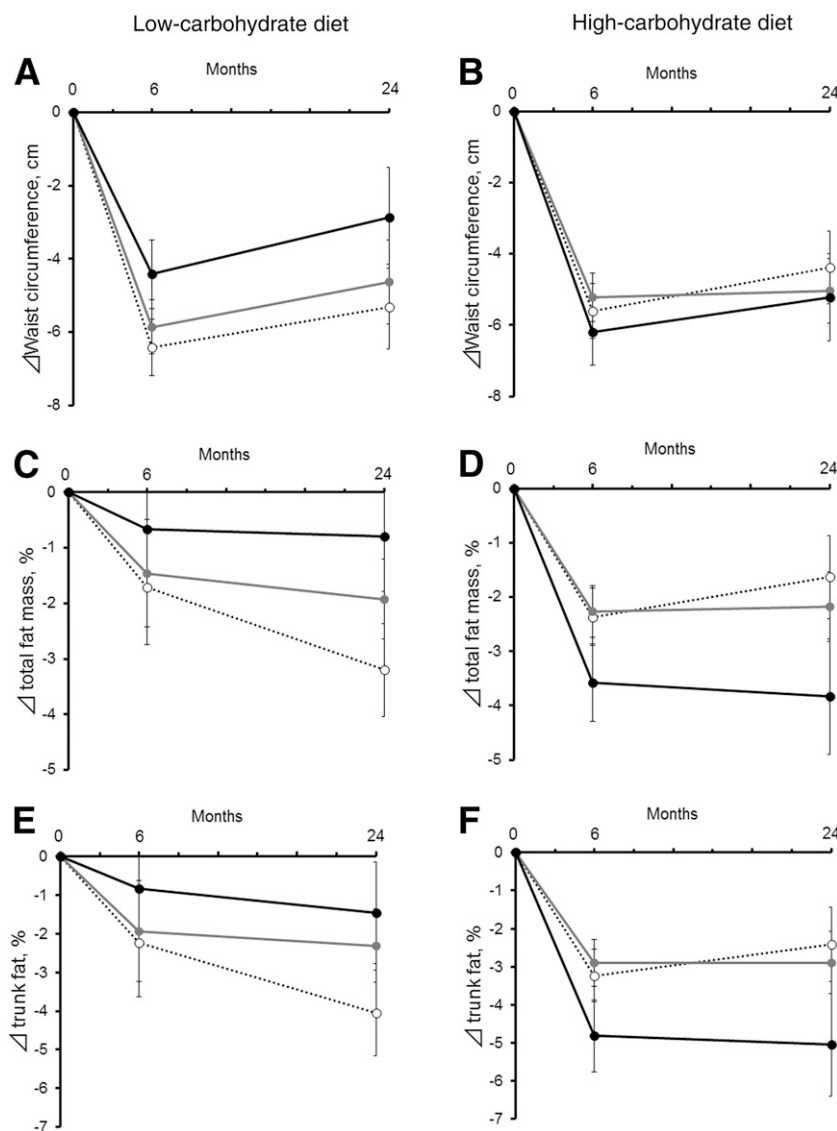 Low-carbohydrate diet
High-carbohydrate diet
A
Months
0
6
24
0
-2
-4
-6
-8
⊿Waist circumference, cm
B
Months
0
6
24
0
-2
-4
-6
-8
⊿Waist circumference, cm
C
Months
0
6
24
0
-1
-2
-3
-4
-5
⊿ total fat mass, %
D
Months
0
6
24
0
-1
-2
-3
-4
-5
⊿ total fat mass, %
E
Months
0
6
24
0
-1
-2
-3
-4
-5
-6
-7
⊿ trunk fat, %
F
Months
0
6
24
0
-1
-2
-3
-4
-5
-6
-7
⊿ trunk fat, %